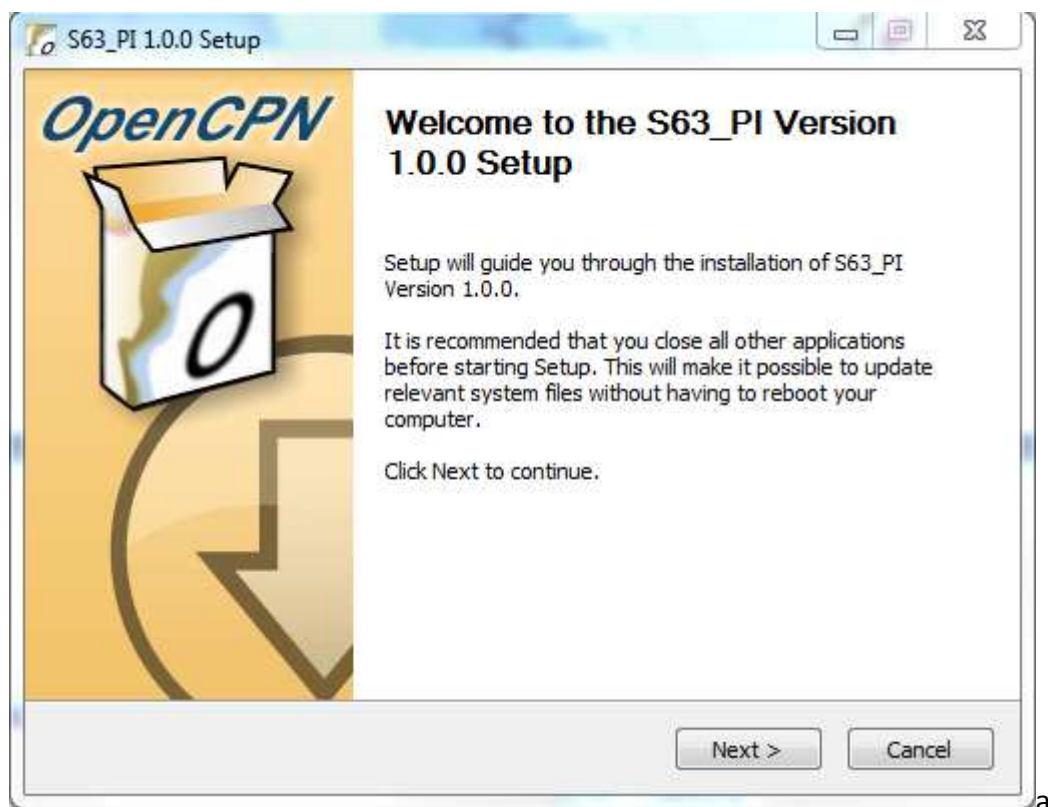 S63_PI 1.0.0 Setup
OpenCPN
O
Welcome to the S63_PI Version
1.0.0 Setup
Setup will guide you through the installation of S63_PI
Version 1.0.0.
It is recommended that you close all other applications
before starting Setup. This will make it possible to update
relevant system files without having to reboot your
computer.
Click Next to continue.
Next >
Cancel
a